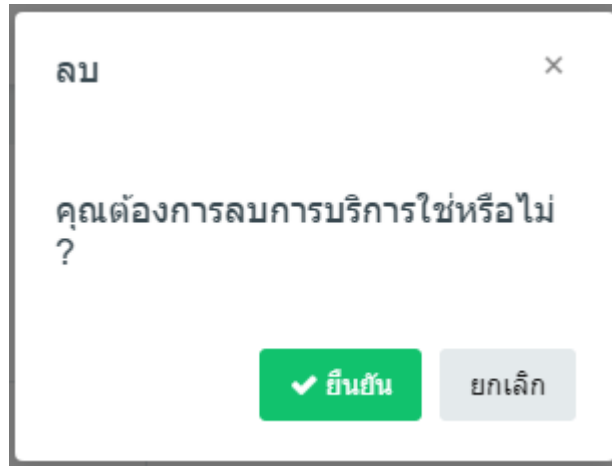 ลบ ×
คุณต้องการลบการบริการใช่หรือไม่
?
ยืนยัน ยกเลิก